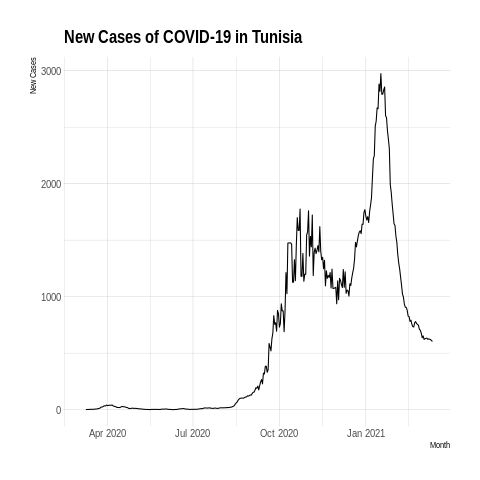 New Cases of COVID-19 in Tunisia
New Cases
3000
2000
1000
0
Apr 2020
Jul 2020
Oct 2020
Jan 2021
Month